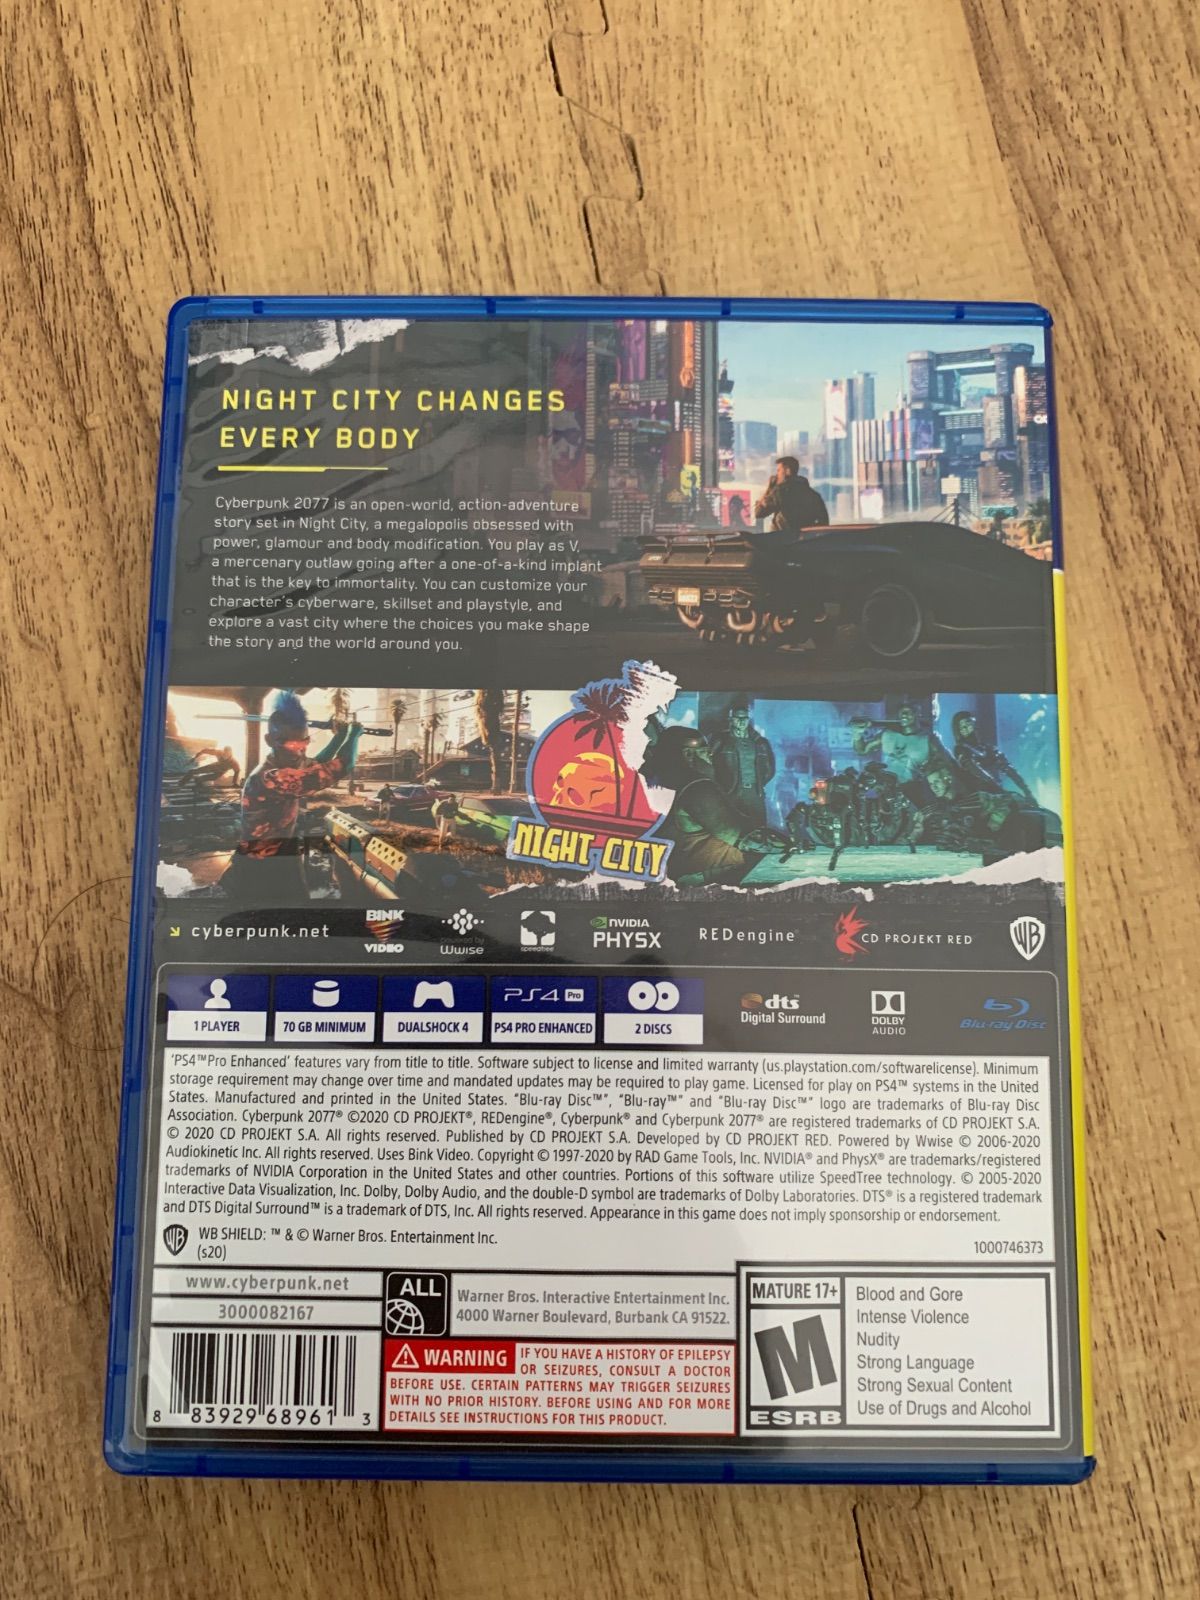 NIGHT CITY CHANGES
EVERY BODY
Cyberpunk 2077 is an open-world, action-adventure
story set in Night City, a megalopolis obsessed with
power, glamour and body modification. You play as V,
a mercenary outlaw going after a one-of-a-kind implant
that is the key to immortality. You can customize your
character's cyberware, skillset and playstyle, and
explore a vast city where the choices you make shape
the story and the world around you.
NIGHT CITY
cyberpunk.net
BINK
VIDEO
powered by
Wwise
speedtree
NVIDIA
PHYSX
REDengine
CD PROJEKT RED
WB
1 PLAYER
70 GB MINIMUM
DUALSHOCK 4
PS4 Pro
PS4 PRO ENHANCED
2 DISCS
dts
Digital Surround
DOLBY
AUDIO
Blu-ray Disc
'PS4™Pro Enhanced' features vary from title to title. Software subject to license and limited warranty (us.playstation.com/softwarelicense). Minimum
storage requirement may change over time and mandated updates may be required to play game. Licensed for play on PS4™ systems in the United
States. Manufactured and printed in the United States. "Blu-ray Disc™", "Blu-ray™" and "Blu-ray Disc™" logo are trademarks of Blu-ray Disc
Association. Cyberpunk 2077® ©2020 CD PROJEKT®, REDengine®, Cyberpunk® and Cyberpunk 2077® are registered trademarks of CD PROJEKT S.A.
© 2020 CD PROJEKT S.A. All rights reserved. Published by CD PROJEKT S.A. Developed by CD PROJEKT RED. Powered by Wwise © 2006-2020
Audiokinetic Inc. All rights reserved. Uses Bink Video. Copyright © 1997-2020 by RAD Game Tools, Inc. NVIDIA® and PhysX® are trademarks/registered
trademarks of NVIDIA Corporation in the United States and other countries. Portions of this software utilize SpeedTree technology. © 2005-2020
Interactive Data Visualization, Inc. Dolby, Dolby Audio, and the double-D symbol are trademarks of Dolby Laboratories. DTS® is a registered trademark
and DTS Digital Surround™ is a trademark of DTS, Inc. All rights reserved. Appearance in this game does not imply sponsorship or endorsement.
WB SHIELD: ™ & © Warner Bros. Entertainment Inc.
(s20)
1000746373
www.cyberpunk.net
3000082167
8 83929 68961 3
ALL
Warner Bros. Interactive Entertainment Inc.
4000 Warner Boulevard, Burbank CA 91522.
WARNING IF YOU HAVE A HISTORY OF EPILEPSY
OR SEIZURES, CONSULT A DOCTOR
BEFORE USE. CERTAIN PATTERNS MAY TRIGGER SEIZURES
WITH NO PRIOR HISTORY. BEFORE USING AND FOR MORE
DETAILS SEE INSTRUCTIONS FOR THIS PRODUCT.
MATURE 17+
M
ESRB
Blood and Gore
Intense Violence
Nudity
Strong Language
Strong Sexual Content
Use of Drugs and Alcohol